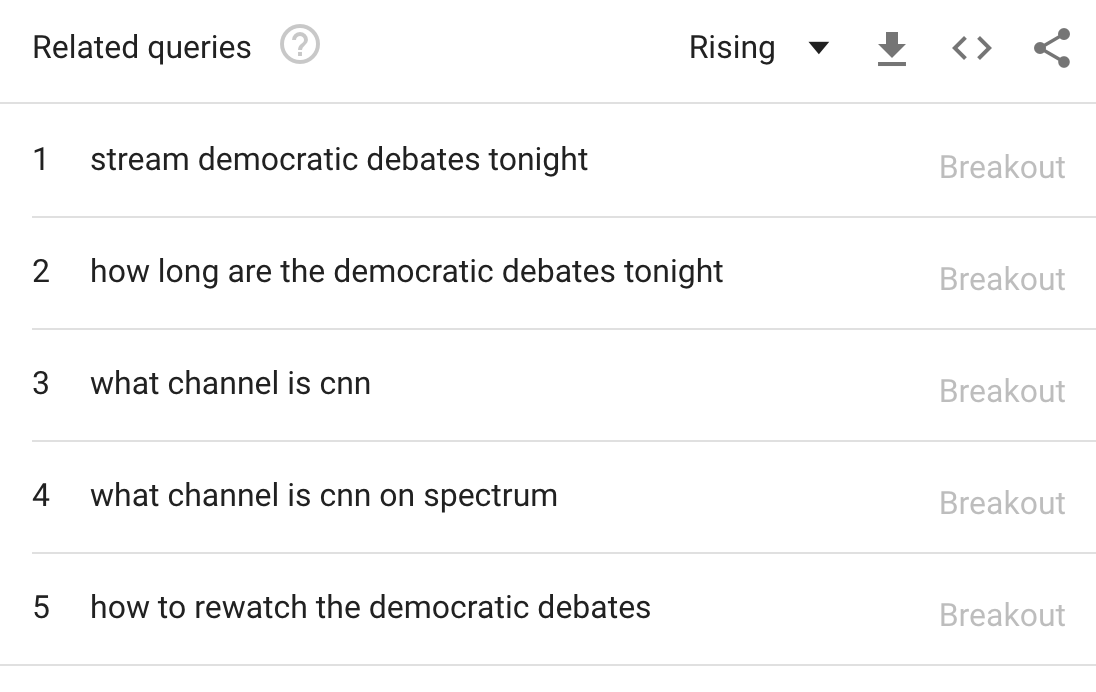 Related queries ? Rising
1 stream democratic debates tonight Breakout
2 how long are the democratic debates tonight Breakout
3 what channel is cnn Breakout
4 what channel is cnn on spectrum Breakout
5 how to rewatch the democratic debates Breakout